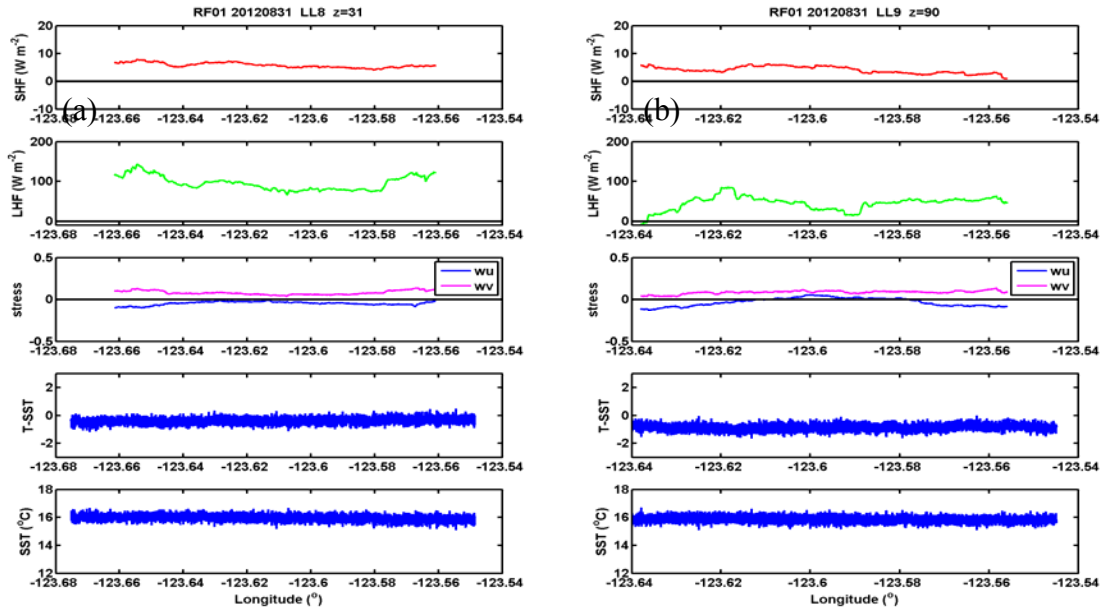 RF01 20120831 LL8 z=31
20
10
0
-10
SHF (W m-2)
(a)
-123.68 -123.66 -123.64 -123.62 -123.6 -123.58 -123.56 -123.54
200
100
0
LHF (W m-2)
-123.68 -123.66 -123.64 -123.62 -123.6 -123.58 -123.56 -123.54
0.5
0
-0.5
stress
wu
wv
-123.68 -123.66 -123.64 -123.62 -123.6 -123.58 -123.56 -123.54
2
0
-2
T-SST
-123.68 -123.66 -123.64 -123.62 -123.6 -123.58 -123.56 -123.54
18
16
14
12
SST (oC)
-123.68 -123.66 -123.64 -123.62 -123.6 -123.58 -123.56 -123.54
Longitude (o)
RF01 20120831 LL9 z=90
20
10
0
-10
SHF (W m-2)
(b)
-123.64 -123.62 -123.6 -123.58 -123.56 -123.54
200
100
0
LHF (W m-2)
-123.64 -123.62 -123.6 -123.58 -123.56 -123.54
0.5
0
-0.5
stress
wu
wv
-123.64 -123.62 -123.6 -123.58 -123.56 -123.54
2
0
-2
T-SST
-123.64 -123.62 -123.6 -123.58 -123.56 -123.54
18
16
14
12
SST (oC)
-123.64 -123.62 -123.6 -123.58 -123.56 -123.54
Longitude (o)